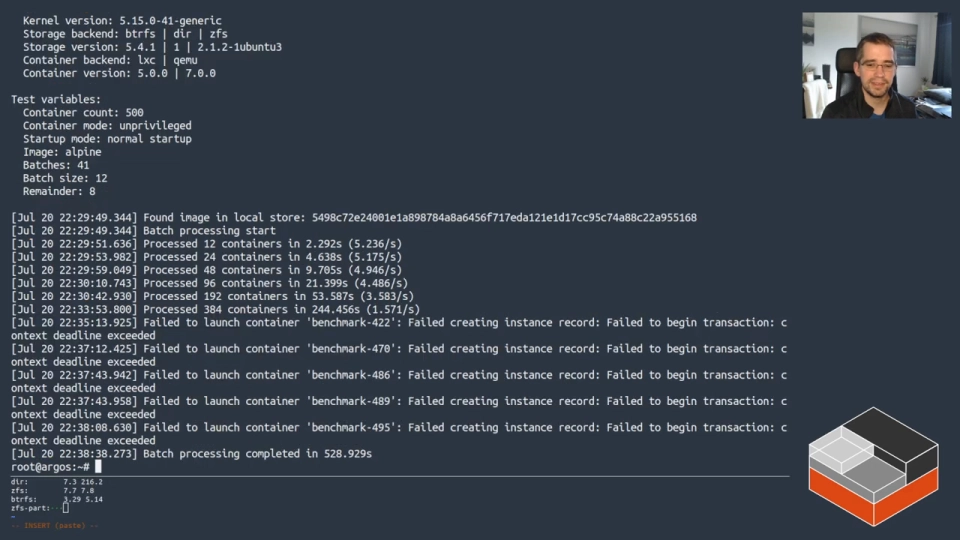 Kernel version: 5.15.0-41-generic
Storage backend: btrfs | dir | zfs
Storage version: 5.4.1 | 1 | 2.1.2-1ubuntu3
Container backend: lxc | qemu
Container version: 5.0.0 | 7.0.0
Test variables:
Container count: 500
Container mode: unprivileged
Startup mode: normal startup
Image: alpine
Batches: 41
Batch size: 12
Remainder: 8
[Jul 20 22:29:49.344] Found image in local store: 5498c72e24001e1a898784a8a6456f717eda121e1d17cc95c74a88c22a955168
[Jul 20 22:29:49.344] Batch processing start
[Jul 20 22:29:51.636] Processed 12 containers in 2.292s (5.236/s)
[Jul 20 22:29:53.982] Processed 24 containers in 4.638s (5.175/s)
[Jul 20 22:29:59.049] Processed 48 containers in 9.705s (4.946/s)
[Jul 20 22:30:10.743] Processed 96 containers in 21.399s (4.486/s)
[Jul 20 22:30:42.930] Processed 192 containers in 53.587s (3.583/s)
[Jul 20 22:33:53.800] Processed 384 containers in 244.456s (1.571/s)
[Jul 20 22:35:13.925] Failed to launch container 'benchmark-422': Failed creating instance record: Failed to begin transaction: c
ontext deadline exceeded
[Jul 20 22:37:12.425] Failed to launch container 'benchmark-470': Failed creating instance record: Failed to begin transaction: c
ontext deadline exceeded
[Jul 20 22:37:43.942] Failed to launch container 'benchmark-486': Failed creating instance record: Failed to begin transaction: c
ontext deadline exceeded
[Jul 20 22:37:43.958] Failed to launch container 'benchmark-489': Failed creating instance record: Failed to begin transaction: c
ontext deadline exceeded
[Jul 20 22:38:08.630] Failed to launch container 'benchmark-495': Failed creating instance record: Failed to begin transaction: c
ontext deadline exceeded
[Jul 20 22:38:38.273] Batch processing completed in 528.929s
root@argos:~#
dir: 7.3 216.2
zfs: 7.7 7.8
btrfs: 3.29 5.14
zfs-part:
~
-- INSERT (paste) --